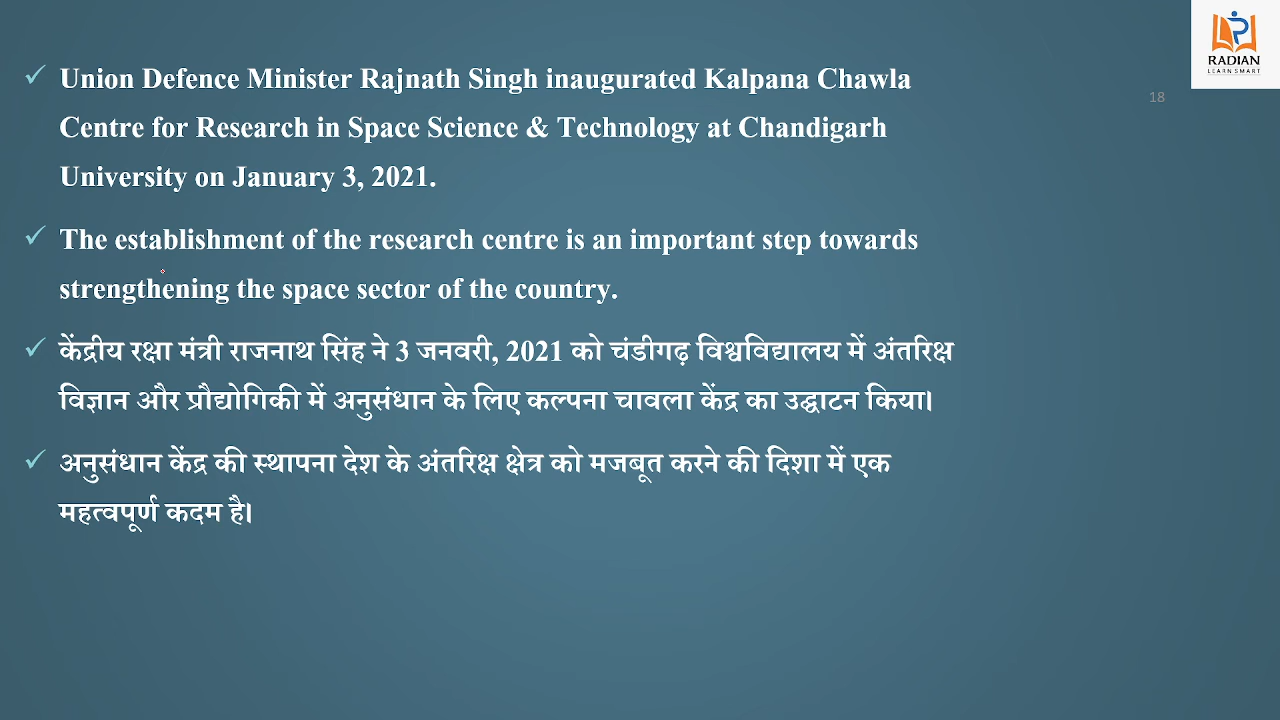 RADIAN
LEARN SMART
18
Union Defence Minister Rajnath Singh inaugurated Kalpana Chawla
Centre for Research in Space Science & Technology at Chandigarh
University on January 3, 2021.
The establishment of the research centre is an important step towards
strengthening the space sector of the country.
केंद्रीय रक्षा मंत्री राजनाथ सिंह ने 3 जनवरी, 2021 को चंडीगढ़ विश्वविद्यालय में अंतरिक्ष
विज्ञान और प्रौद्योगिकी में अनुसंधान के लिए कल्पना चावला केंद्र का उद्घाटन किया।
अनुसंधान केंद्र की स्थापना देश के अंतरिक्ष क्षेत्र को मजबूत करने की दिशा में एक
महत्वपूर्ण कदम है।